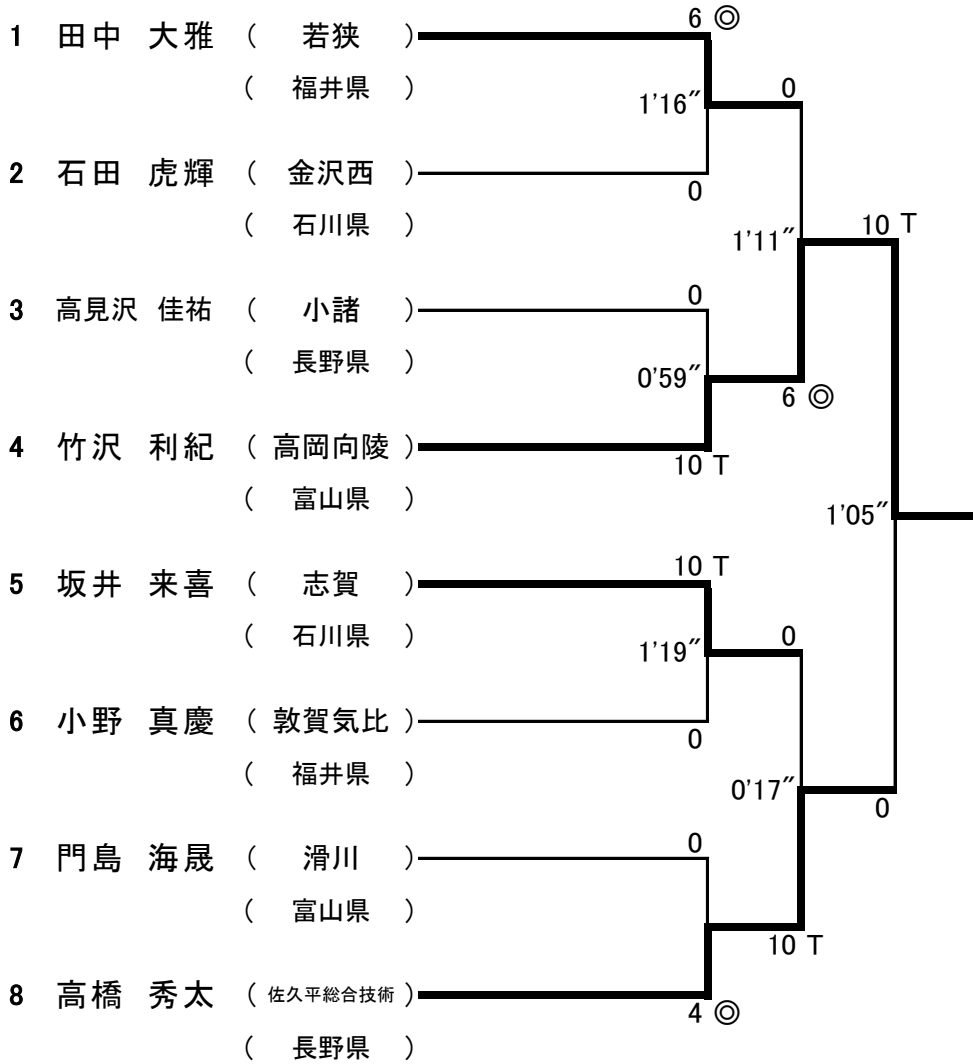 6 ◎
1 田中 大雅 ( 若狭 )
( 福井県 )
1'16″ 0
2 石田 虎輝 ( 金沢西 )
0
( 石川県 )
1'11″ 10 T
3 高見沢 佳祐 ( 小諸 ) 0
( 長野県 )
0'59″
6 ◎
4 竹沢 利紀 ( 高岡向陵 )
10 T
( 富山県 )
1'05″
10 T
5 坂井 来喜 ( 志賀 )
( 石川県 )
1'19″ 0
6 小野 真慶 ( 敦賀気比 )
0
( 福井県 )
0'17″
0
7 門島 海晟 ( 滑川 ) 0
( 富山県 )
10 T
8 高橋 秀太 ( 佐久平総合技術 )
4 ◎
( 長野県 )